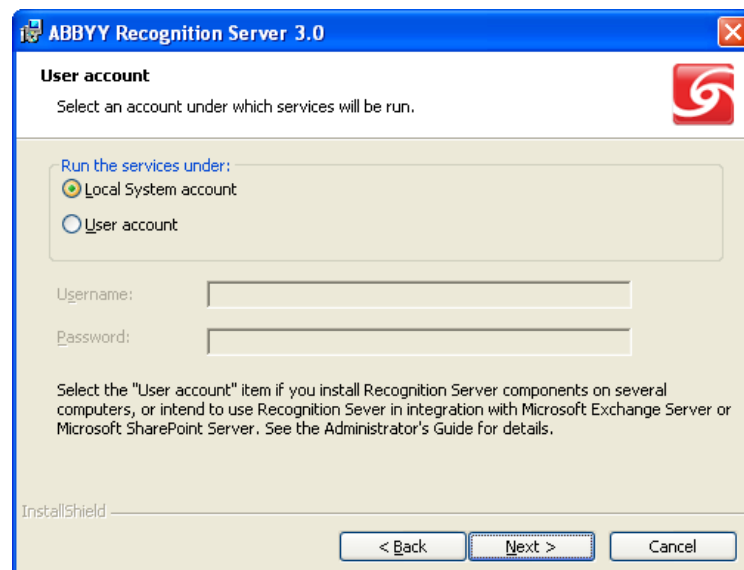 ABBYY Recognition Server 3.0
User account
Select an account under which services will be run.
Run the services under:
Local System account
User account
Username:
Password:
Select the "User account" item if you install Recognition Server components on several
computers, or intend to use Recognition Sever in integration with Microsoft Exchange Server or
Microsoft SharePoint Server. See the Administrator's Guide for details.
InstallShield
< Back
Next >
Cancel